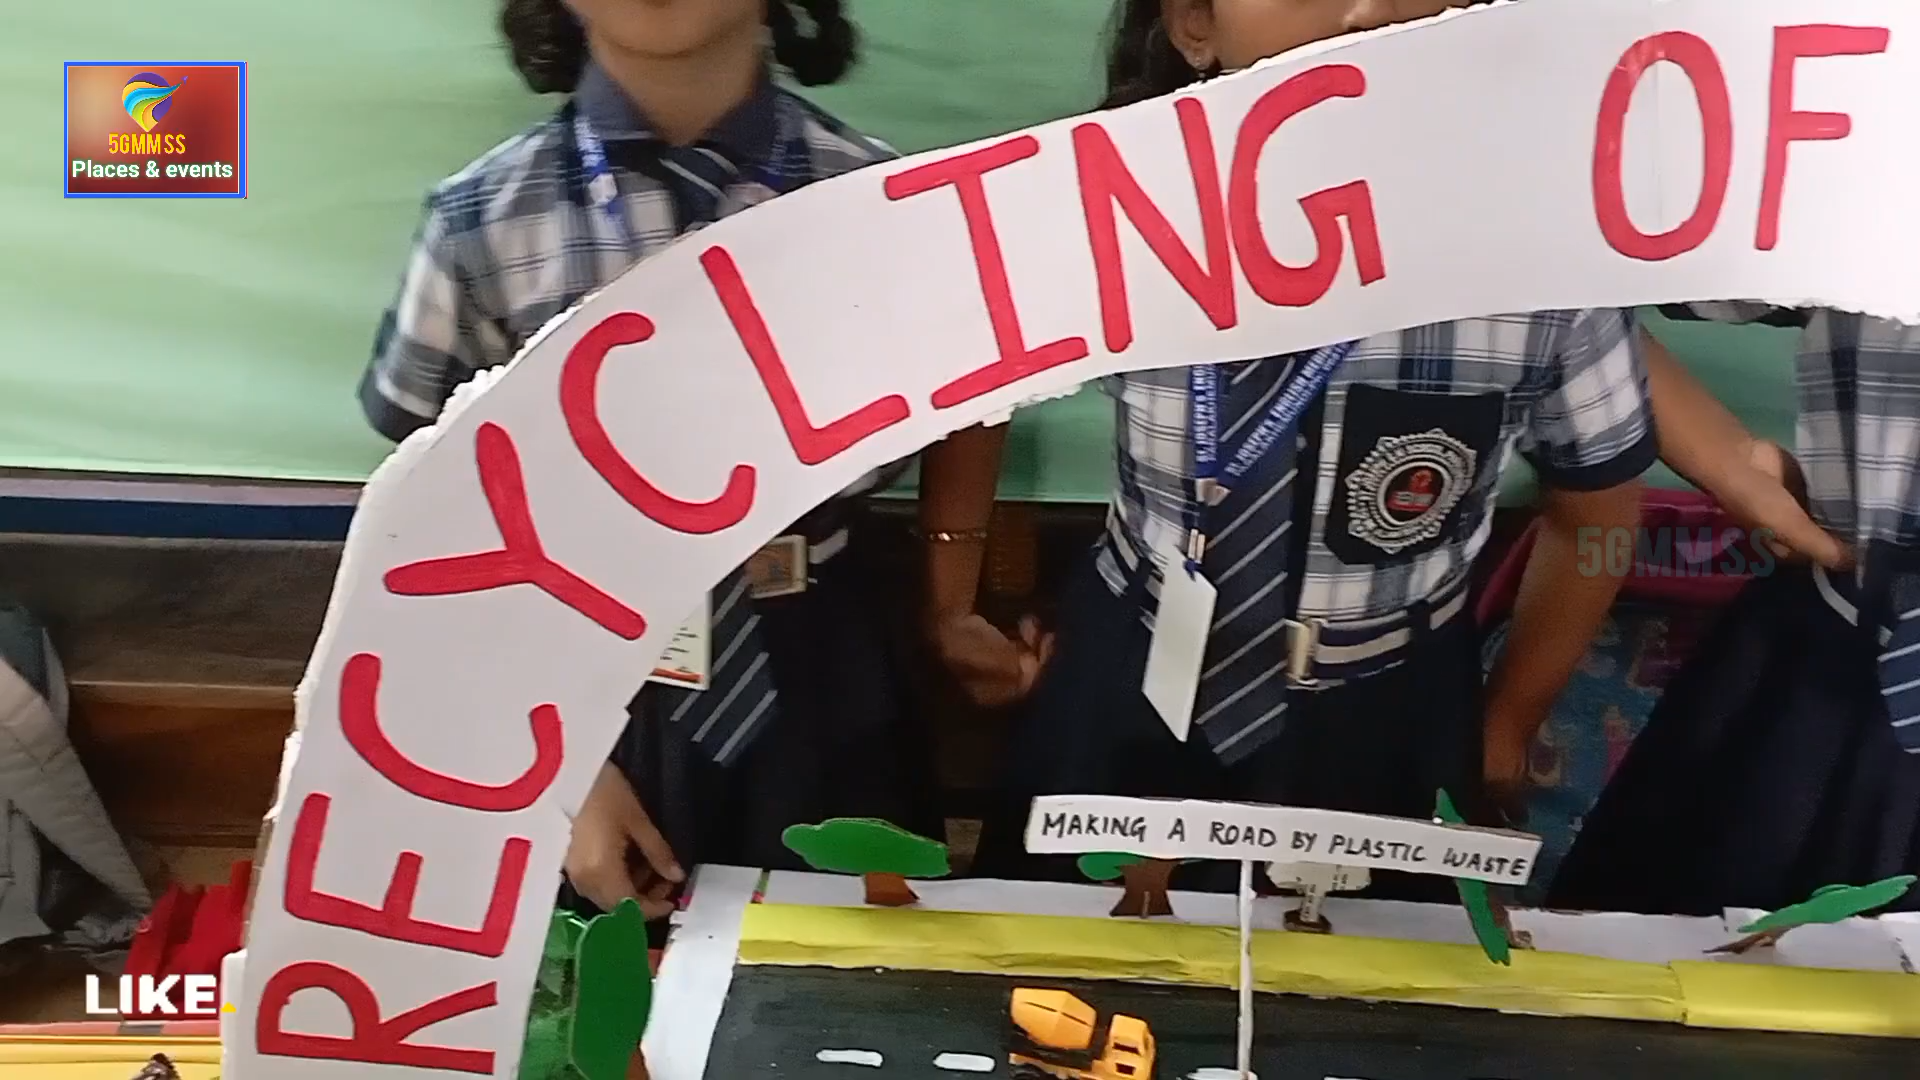 5GMMSS
Places & events
RECYCLING OF
5GMMSS
MAKING A ROAD BY PLASTIC WASTE
LIKE.